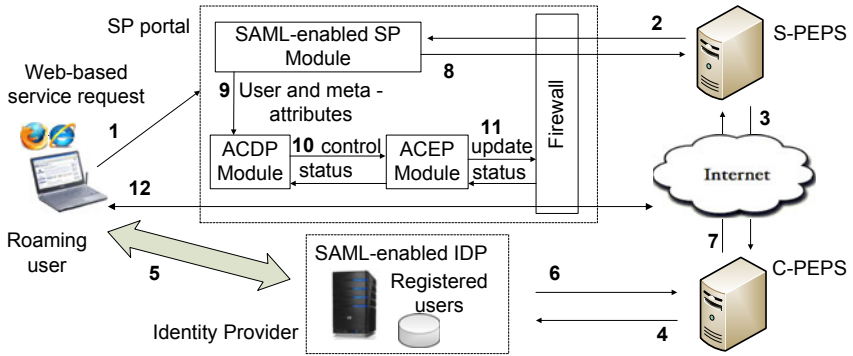 SP portal
SAML-enabled SP
Module
2
8
S-PEPS
Web-based
service request
1
9
User and meta -
attributes
Firewall
3
ACDP
Module
10 control
status
ACEP
Module
11
update
status
Internet
12
7
Roaming
user
5
SAML-enabled IDP
Registered
users
6
4
C-PEPS
Identity Provider